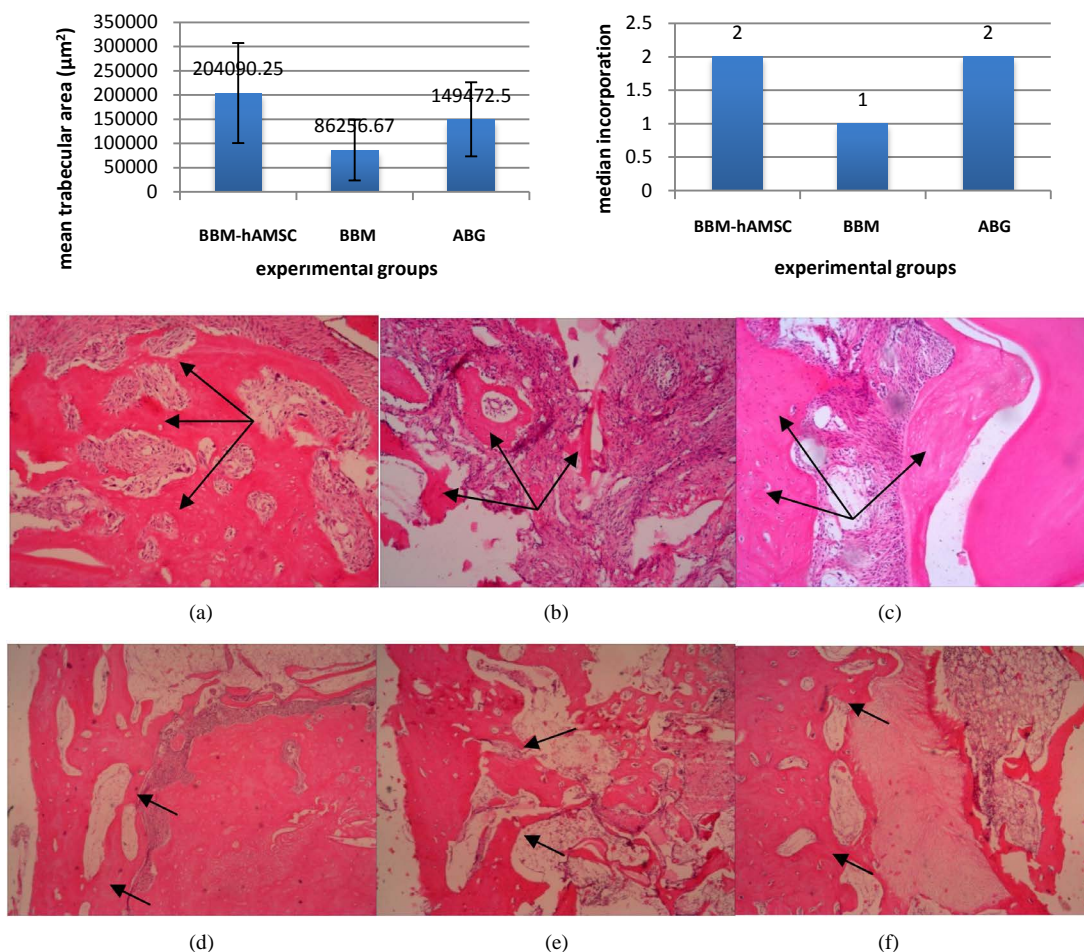 mean trabecular area (µm²)
350000
300000
250000
200000
150000
100000
50000
0
204090.25
86256.67
149472.5
BBM-hAMSC
BBM
ABG
experimental groups
median incorporation
2.5
2
1.5
1
0.5
0
2
1
2
BBM-hAMSC
BBM
ABG
experimental groups
(a)
(b)
(c)
(d)
(e)
(f)